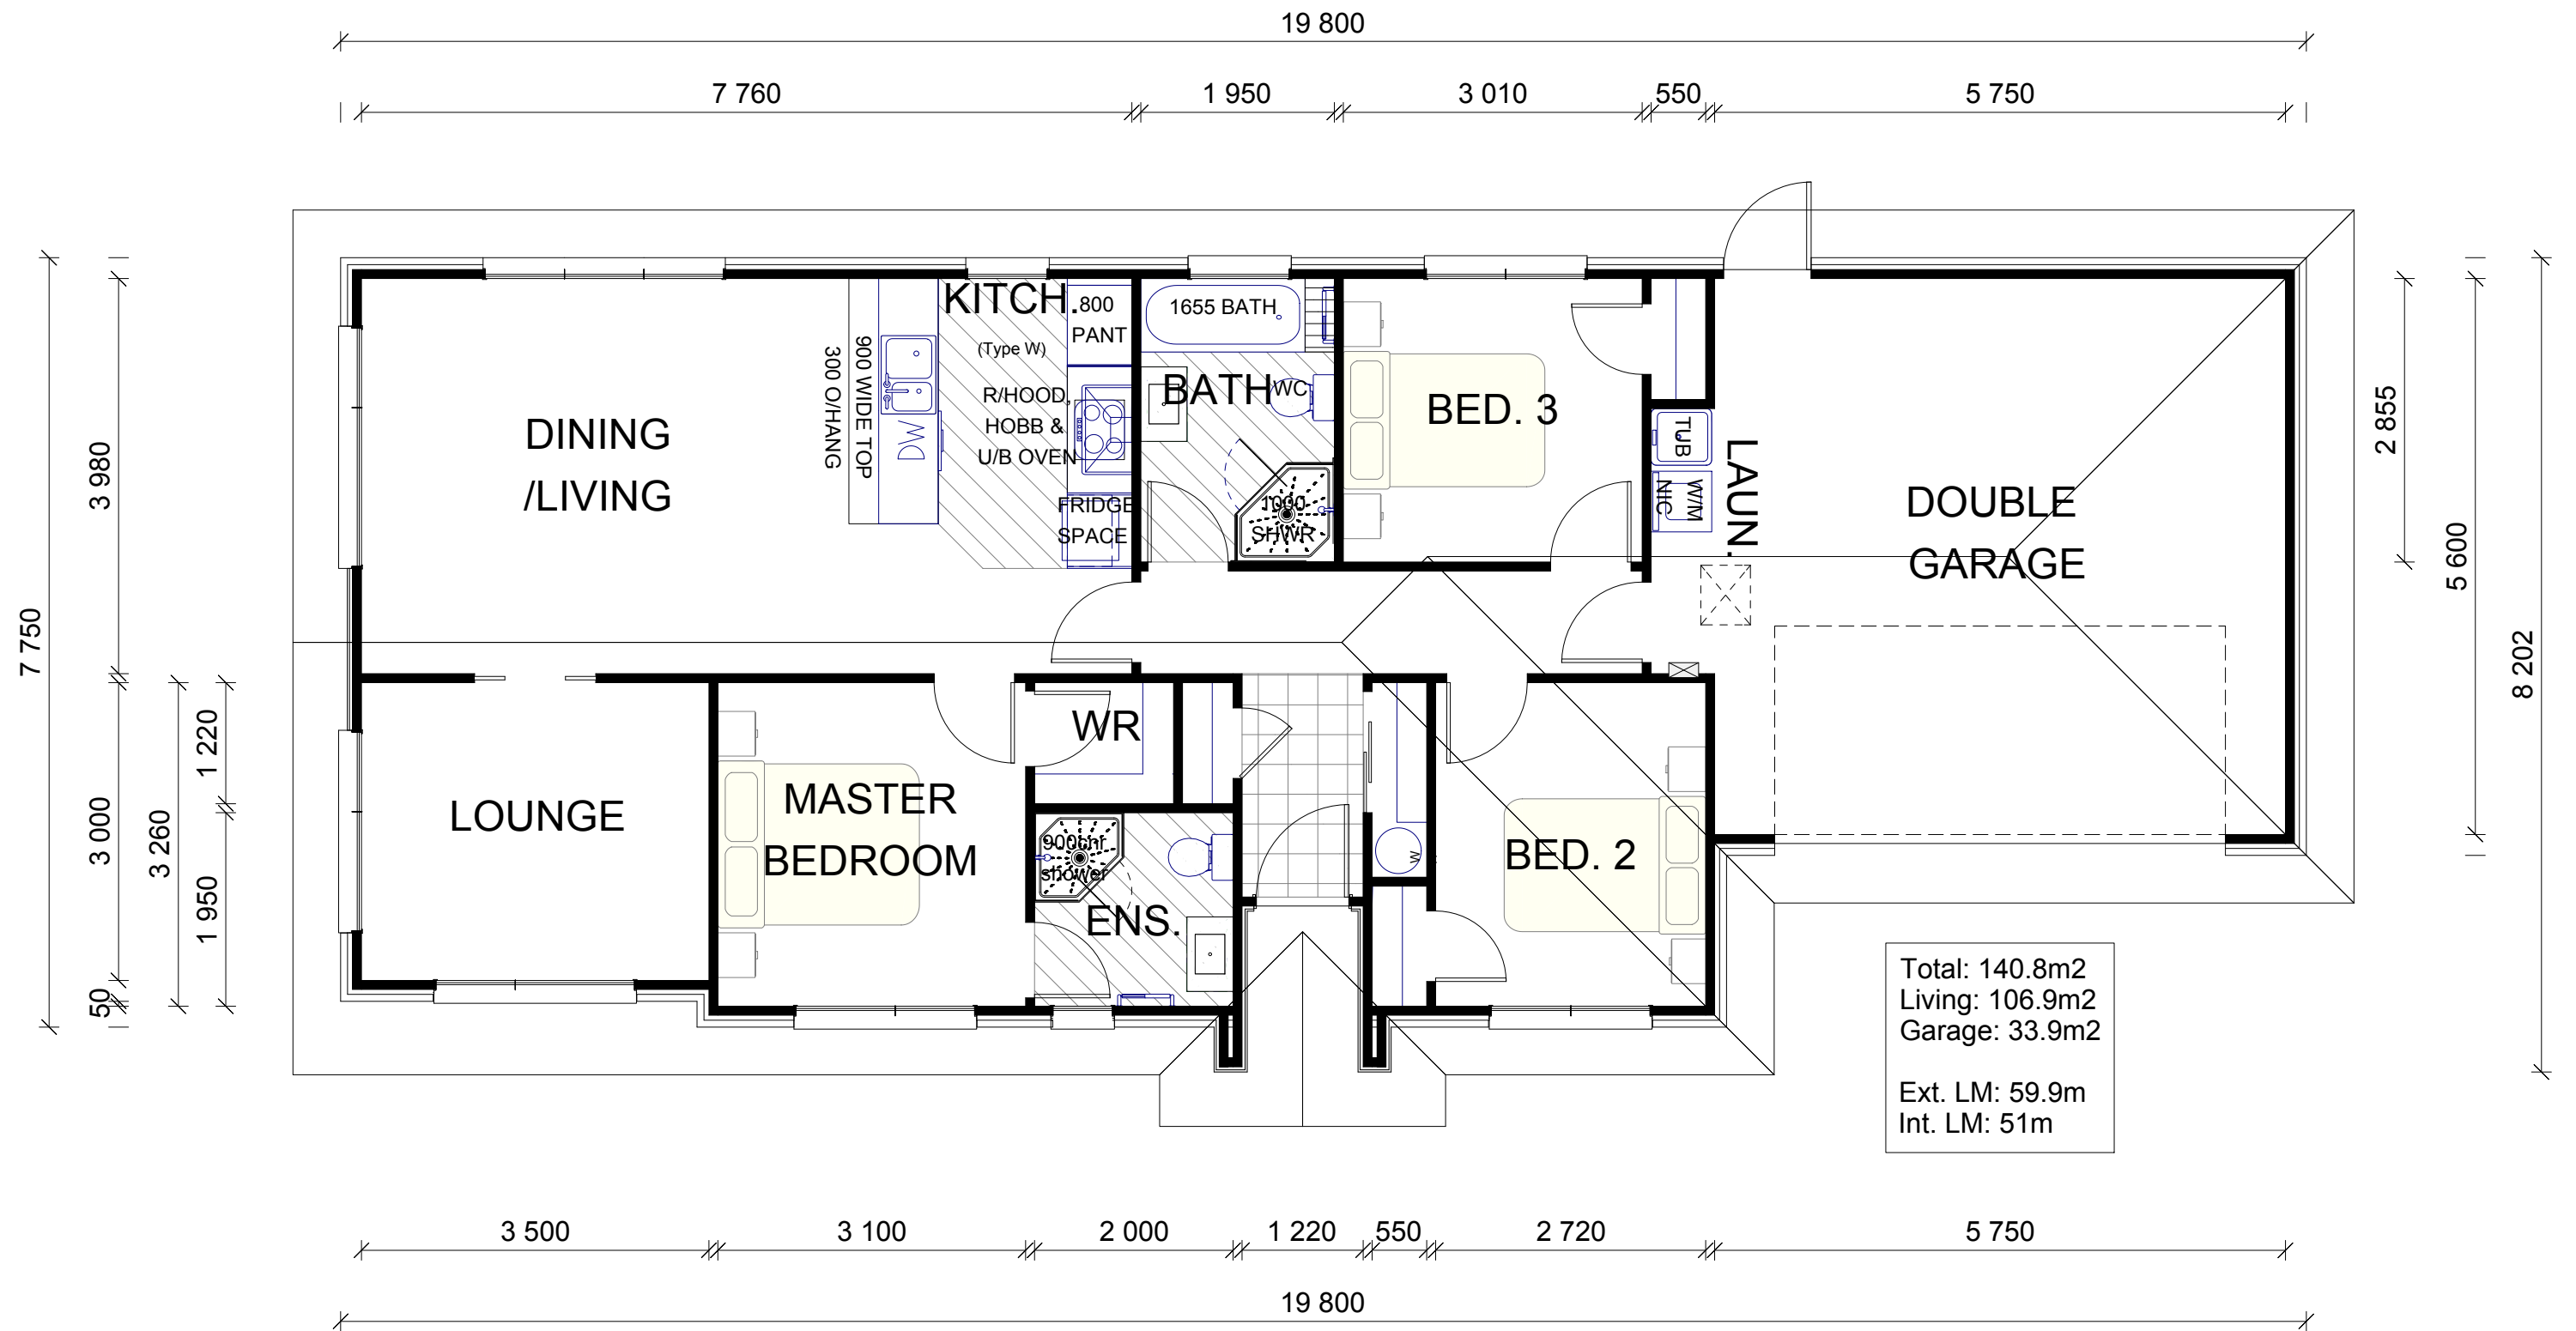 19 800
7 760
1 950
3 010
550
5 750
KITCH.
800
PANT
(Type W)
R/HOOD,
HOBB &
U/B OVEN
FRIDGE
SPACE
900 WIDE TOP
300 O/HANG
DW
1655 BATH
BATH
WC
1000
SHWR
BED. 3
TUB
W/M
NIC
LAUN.
DINING
/LIVING
DOUBLE
GARAGE
7 750
3 980
3 000
50
3 260
1 220
1 950
2 855
5 600
8 202
LOUNGE
MASTER
BEDROOM
WR
900cnr
shower
ENS.
W
BED. 2
Total: 140.8m2
Living: 106.9m2
Garage: 33.9m2
Ext. LM: 59.9m
Int. LM: 51m
3 500
3 100
2 000
1 220
550
2 720
5 750
19 800